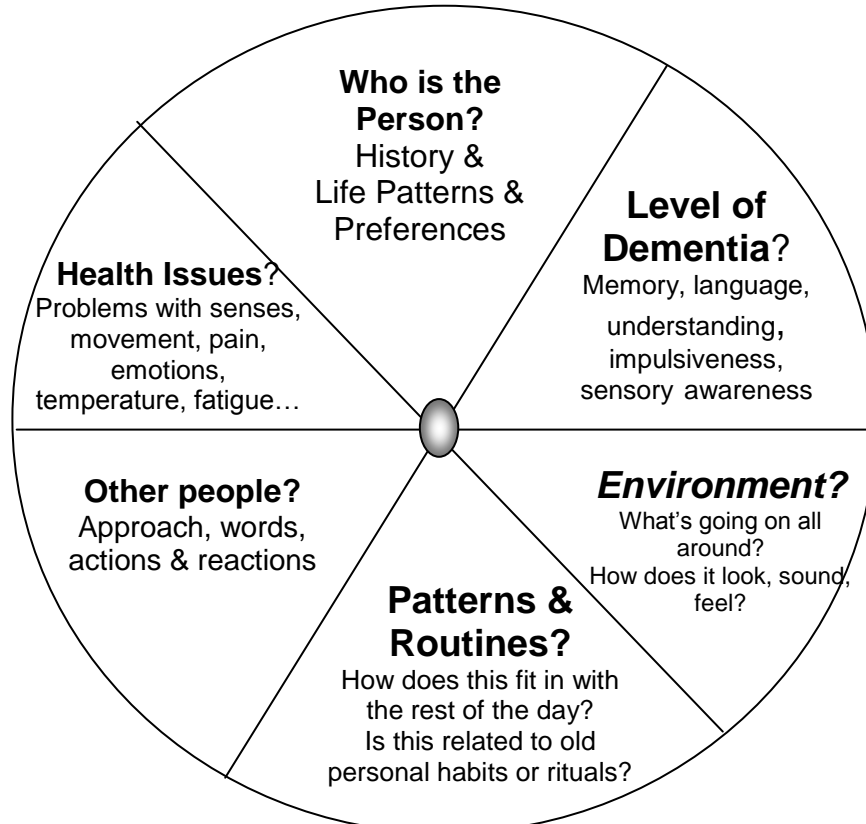 Who is the
Person?
History &
Life Patterns &
Preferences
Level of
Dementia?
Memory, language,
understanding,
impulsiveness,
sensory awareness
Environment?
What’s going on all
around?
How does it look, sound,
feel?
Patterns &
Routines?
How does this fit in with
the rest of the day?
Is this related to old
personal habits or rituals?
Other people?
Approach, words,
actions & reactions
Health Issues?
Problems with senses,
movement, pain,
emotions,
temperature, fatigue…